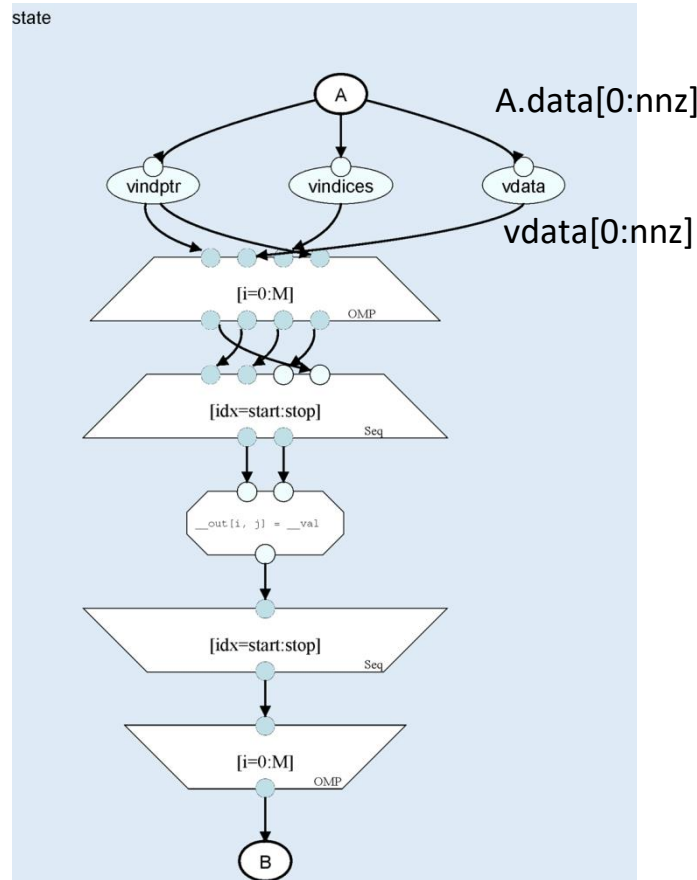 state
A
A.data[0:nnz]
vindptr
vindices
vdata
vdata[0:nnz]
[i=0:M]
OMP
[idx=start:stop]
Seq
__out[i, j] = __val
[idx=start:stop]
Seq
[i=0:M]
OMP
B